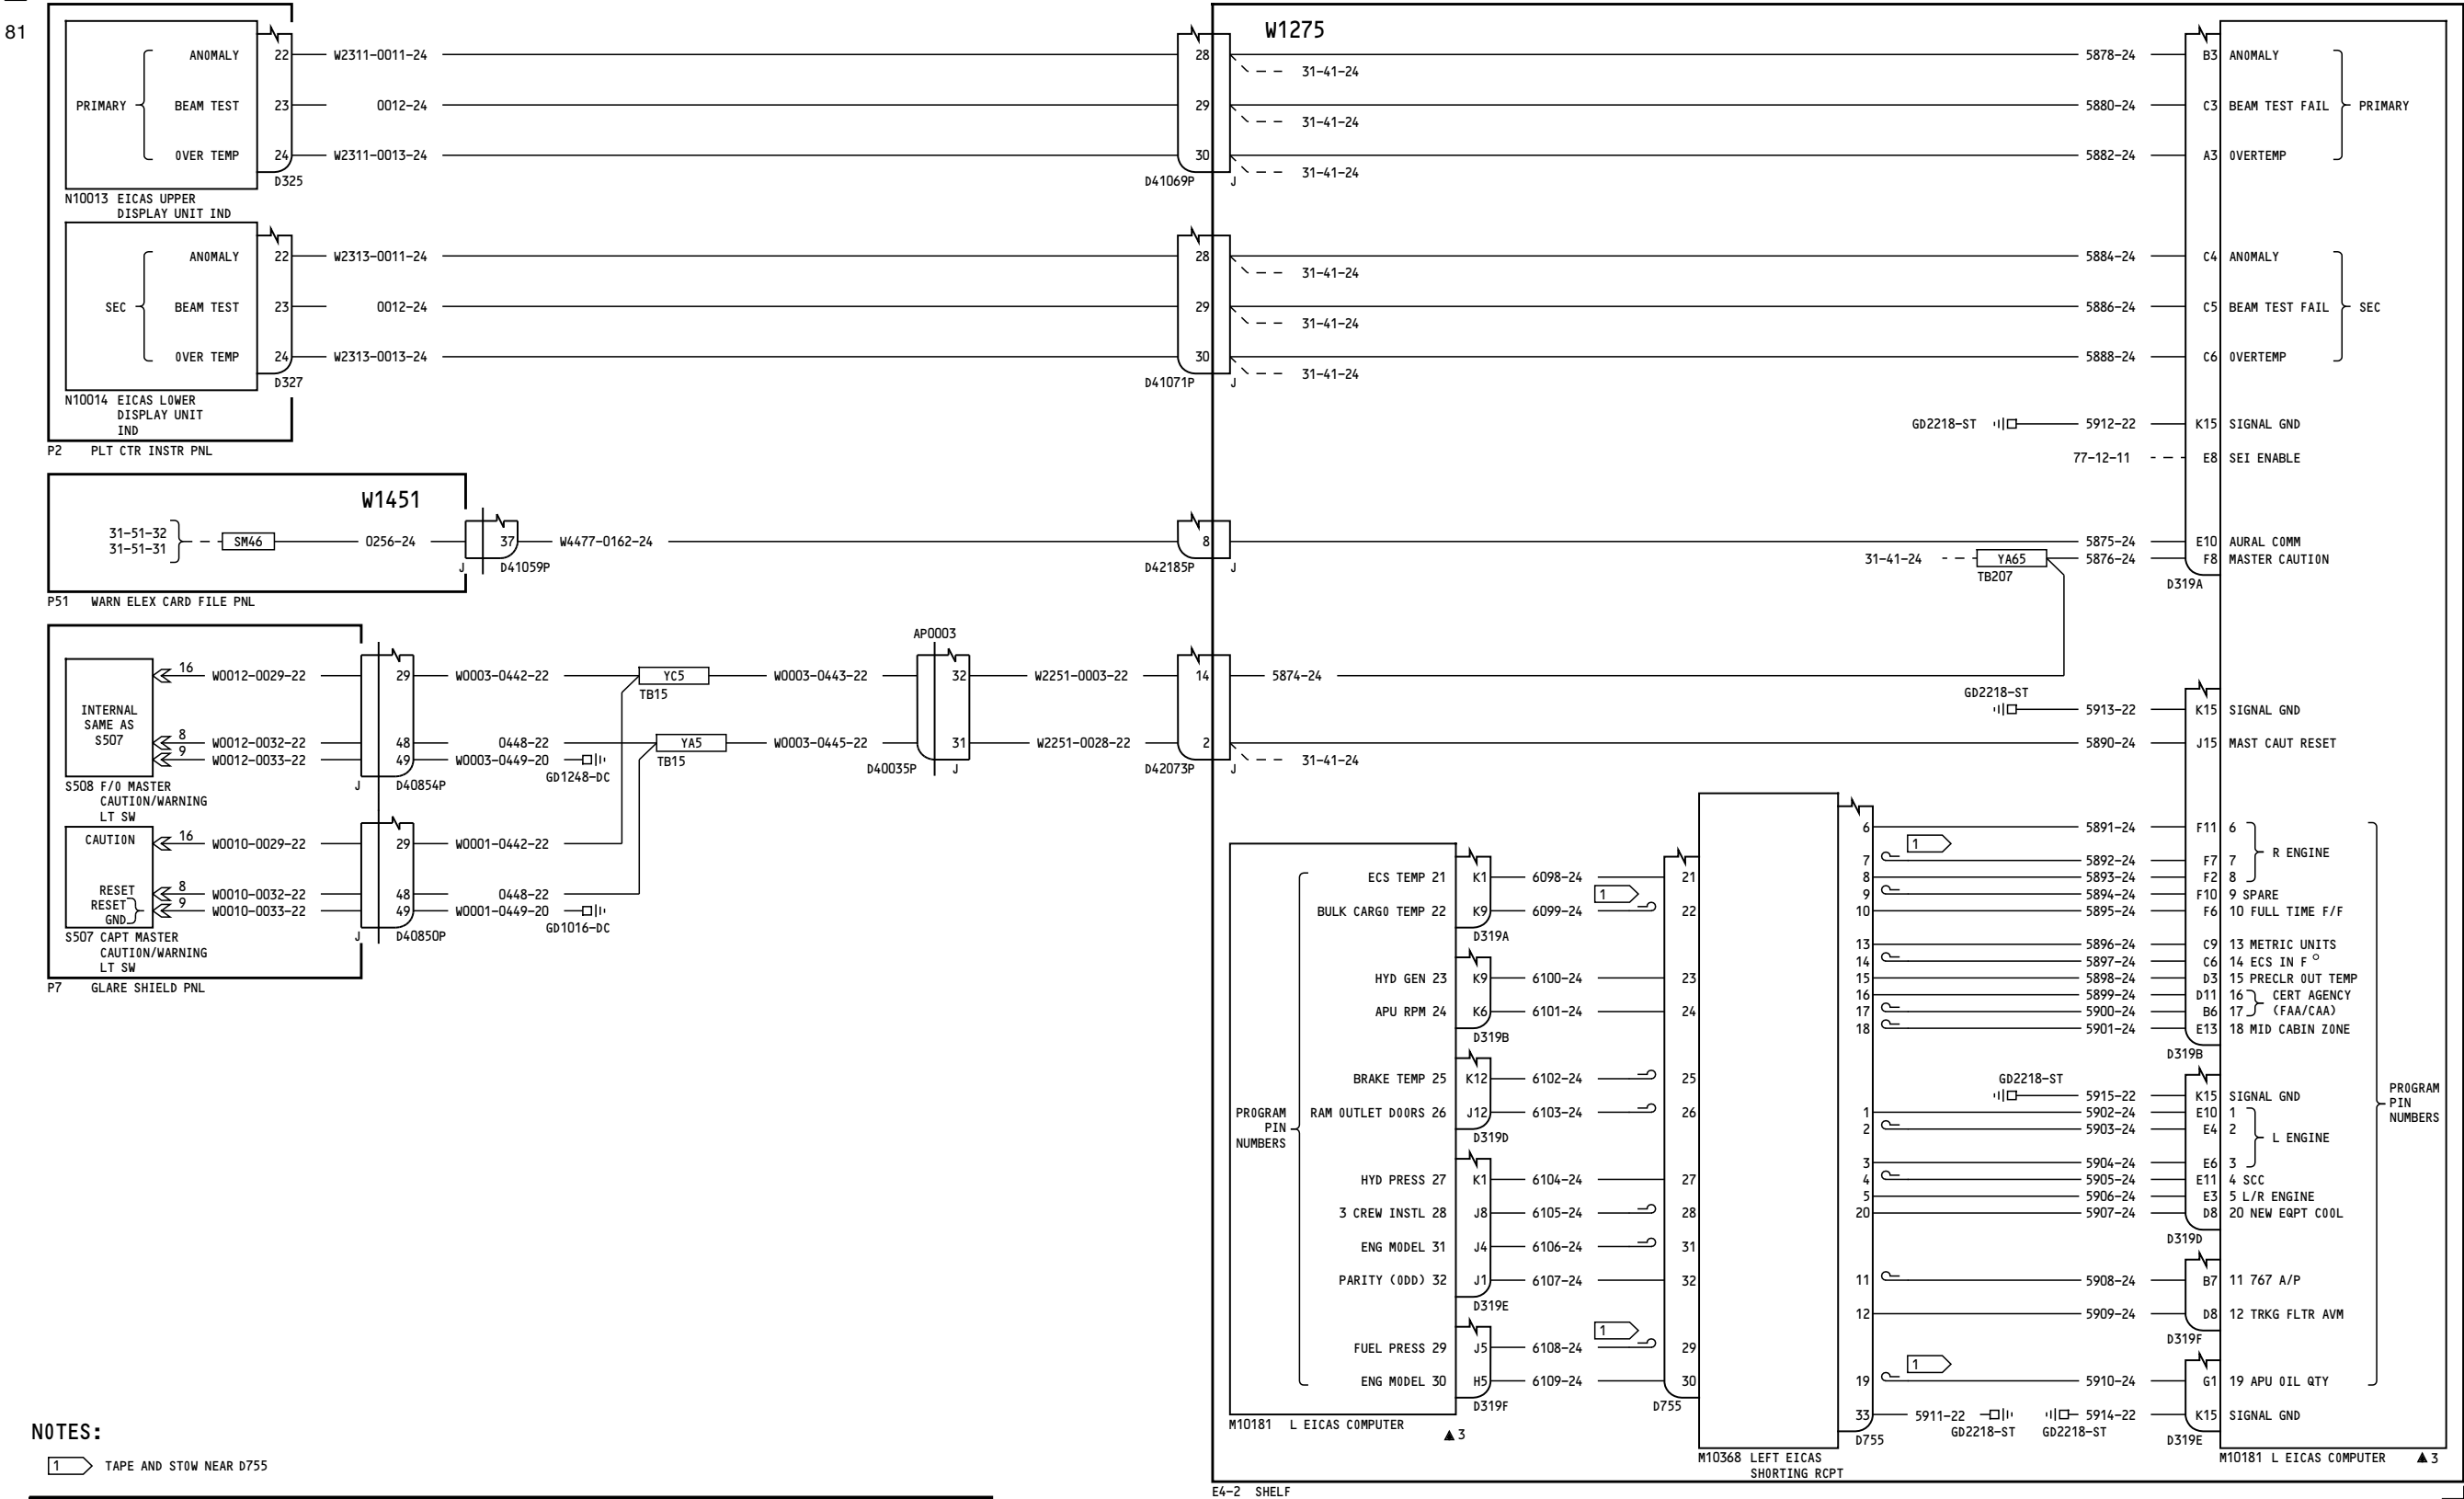 81
W1275
PRIMARY
ANOMALY 22 W2311-0011-24 28 31-41-24 5878-24 B3 ANOMALY
BEAM TEST 23 0012-24 29 31-41-24 5880-24 C3 BEAM TEST FAIL
OVER TEMP 24 W2311-0013-24 30 31-41-24 5882-24 A3 OVERTEMP
PRIMARY
D325 D41069P J
N10013 EICAS UPPER
DISPLAY UNIT IND
SEC
ANOMALY 22 W2313-0011-24 28 31-41-24 5884-24 C4 ANOMALY
BEAM TEST 23 0012-24 29 31-41-24 5886-24 C5 BEAM TEST FAIL
OVER TEMP 24 W2313-0013-24 30 31-41-24 5888-24 C6 OVERTEMP
SEC
D327 D41071P J
N10014 EICAS LOWER
DISPLAY UNIT
IND
P2 PLT CTR INSTR PNL
GD2218-ST 5912-22 K15 SIGNAL GND
77-12-11 E8 SEI ENABLE
W1451
31-51-32
31-51-31
SM46 0256-24 37 W4477-0162-24 8 5875-24 E10 AURAL COMM
J D41059P D42185P J
31-41-24 YA65 5876-24 F8 MASTER CAUTION
TB207
D319A
P51 WARN ELEX CARD FILE PNL
AP0003
16 W0012-0029-22 29 W0003-0442-22 YC5 W0003-0443-22 32 W2251-0003-22 14 5874-24
TB15
INTERNAL
SAME AS
S507
GD2218-ST
5913-22 K15 SIGNAL GND
8 W0012-0032-22 48 0448-22 YA5 W0003-0445-22 31 W2251-0028-22 2 31-41-24 5890-24 J15 MAST CAUT RESET
TB15
9 W0012-0033-22 49 W0003-0449-20
GD1248-DC
D40035P J D42073P J
J D40854P
S508 F/O MASTER
CAUTION/WARNING
LT SW
CAUTION 16 W0010-0029-22 29 W0001-0442-22
RESET 8 W0010-0032-22 48 0448-22
RESET
GND
9 W0010-0033-22 49 W0001-0449-20
GD1016-DC
J D40850P
S507 CAPT MASTER
CAUTION/WARNING
LT SW
P7 GLARE SHIELD PNL
PROGRAM
PIN
NUMBERS
ECS TEMP 21 K1 6098-24 21
1
BULK CARGO TEMP 22 K9 6099-24 22
D319A
HYD GEN 23 K9 6100-24 23
APU RPM 24 K6 6101-24 24
D319B
BRAKE TEMP 25 K12 6102-24 25
RAM OUTLET DOORS 26 J12 6103-24 26
D319D
HYD PRESS 27 K1 6104-24 27
3 CREW INSTL 28 J8 6105-24 28
ENG MODEL 31 J4 6106-24 31
PARITY (ODD) 32 J1 6107-24 32
D319E
1
FUEL PRESS 29 J5 6108-24 29
ENG MODEL 30 H5 6109-24 30
D319F D755
M10181 L EICAS COMPUTER
3
6 5891-24 F11 6
1
7 5892-24 F7 7
8 5893-24 F2 8
R ENGINE
9 5894-24 F10 9 SPARE
10 5895-24 F6 10 FULL TIME F/F
13 5896-24 C9 13 METRIC UNITS
14 5897-24 C6 14 ECS IN F °
15 5898-24 D3 15 PRECLR OUT TEMP
16 5899-24 D11 16 CERT AGENCY
17 5900-24 B6 17 (FAA/CAA)
18 5901-24 E13 18 MID CABIN ZONE
D319B
GD2218-ST
5915-22 K15 SIGNAL GND
1 5902-24 E10 1
2 5903-24 E4 2
L ENGINE
3 5904-24 E6 3
4 5905-24 E11 4 SCC
5 5906-24 E3 5 L/R ENGINE
20 5907-24 D8 20 NEW EQPT COOL
D319D
11 5908-24 B7 11 767 A/P
12 5909-24 D8 12 TRKG FLTR AVM
D319F
1
19 5910-24 G1 19 APU OIL QTY
33 5911-22 5914-22 K15 SIGNAL GND
GD2218-ST GD2218-ST
D755 D319E
PROGRAM
PIN
NUMBERS
M10368 LEFT EICAS
SHORTING RCPT
M10181 L EICAS COMPUTER 3
E4-2 SHELF
NOTES:
1 TAPE AND STOW NEAR D755